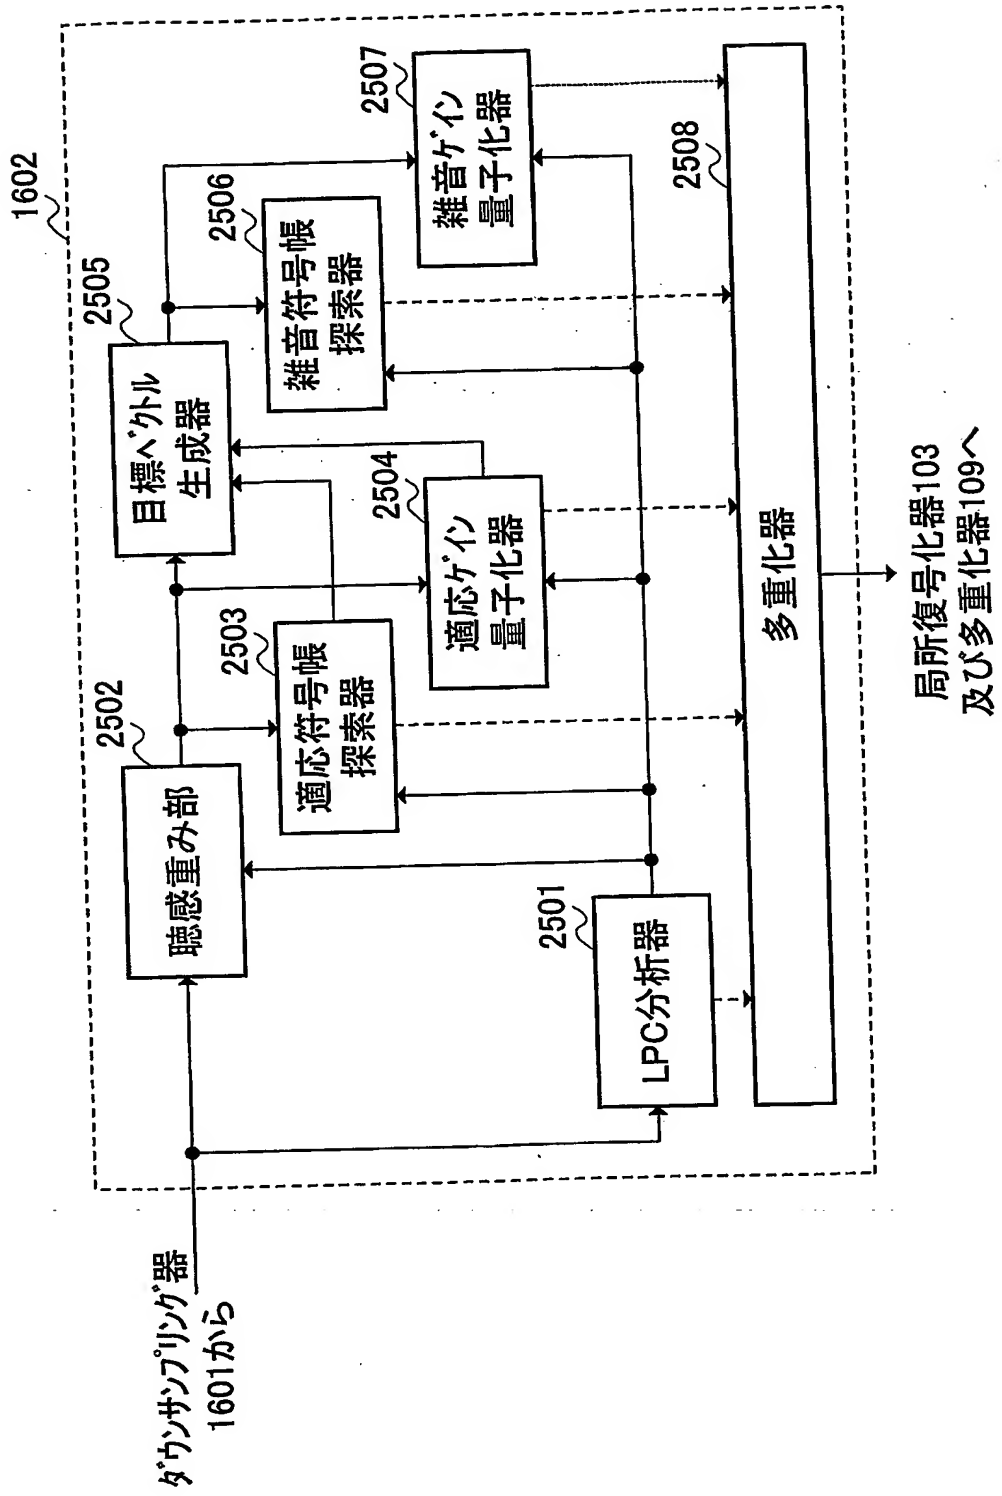 1602
ダウンサンプリング器
1601から
2502
聴感重み部
2505
目標ベクトル
生成器
2503
適応符号帳
探索器
2506
雑音符号帳
探索器
2504
適応ゲイン
量子化器
2507
雑音ゲイン
量子化器
2501
LPC分析器
2508
多重化器
局所復号化器103
及び多重化器109へ